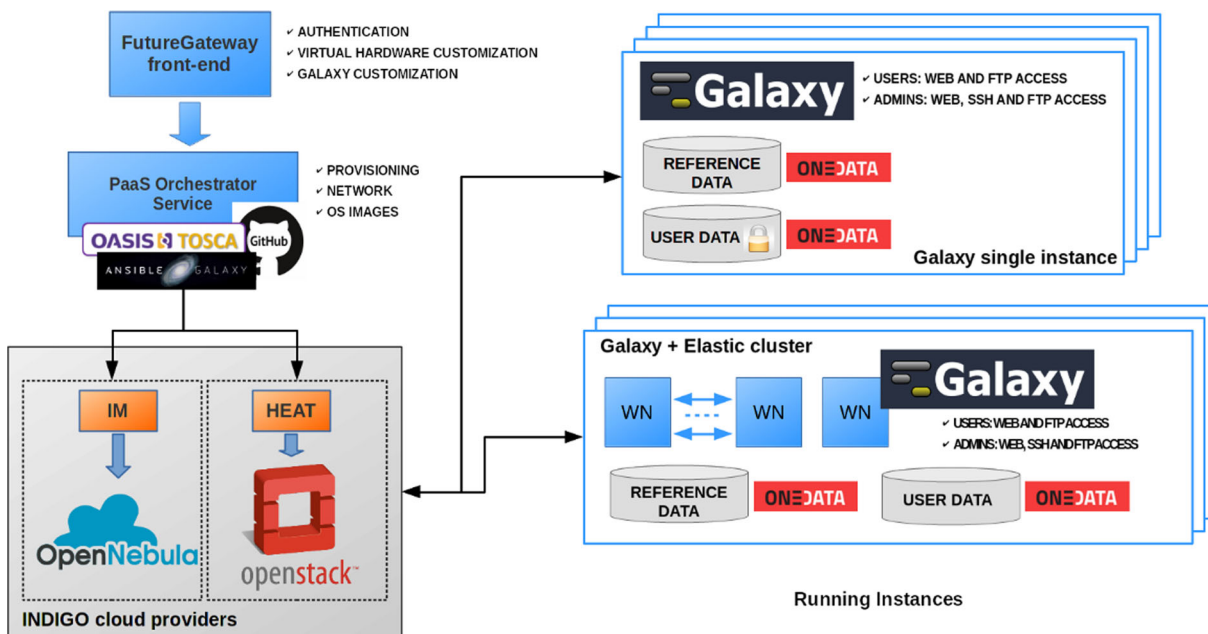 FutureGateway
front-end
✓ AUTHENTICATION
✓ VIRTUAL HARDWARE CUSTOMIZATION
✓ GALAXY CUSTOMIZATION
PaaS Orchestrator
Service
✓ PROVISIONING
✓ NETWORK
✓ OS IMAGES
OASIS TOSCA
GitHub
ANSIBLE GALAXY
IM
HEAT
OpenNebula
openstack™
INDIGO cloud providers
Galaxy
✓ USERS: WEB AND FTP ACCESS
✓ ADMINS: WEB, SSH AND FTP ACCESS
REFERENCE
DATA
ONEDATA
USER DATA
ONEDATA
Galaxy single instance
Galaxy + Elastic cluster
WN
WN
WN
Galaxy
✓ USERS: WEB AND FTP ACCESS
✓ ADMINS: WEB, SSH AND FTP ACCESS
REFERENCE
DATA
ONEDATA
USER DATA
ONEDATA
Running Instances